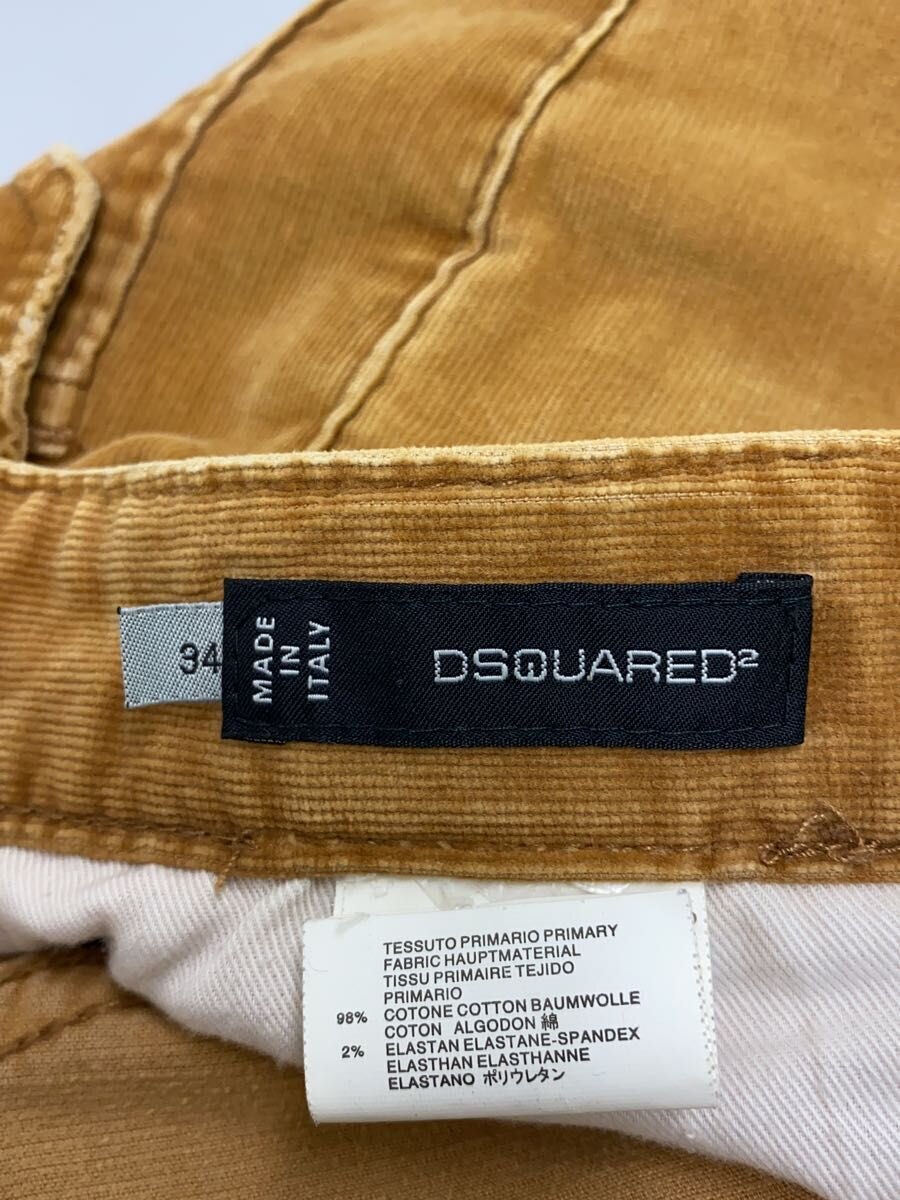 34
MADE
IN
ITALY
DSQUARED²
TESSUTO PRIMARIO PRIMARY
FABRIC HAUPTMATERIAL
TISSU PRIMAIRE TEJIDO
PRIMARIO
98% COTONE COTTON BAUMWOLLE
COTON ALGODON 綿
2% ELASTAN ELASTANE-SPANDEX
ELASTHAN ELASTHANNE
ELASTANO ポリウレタン